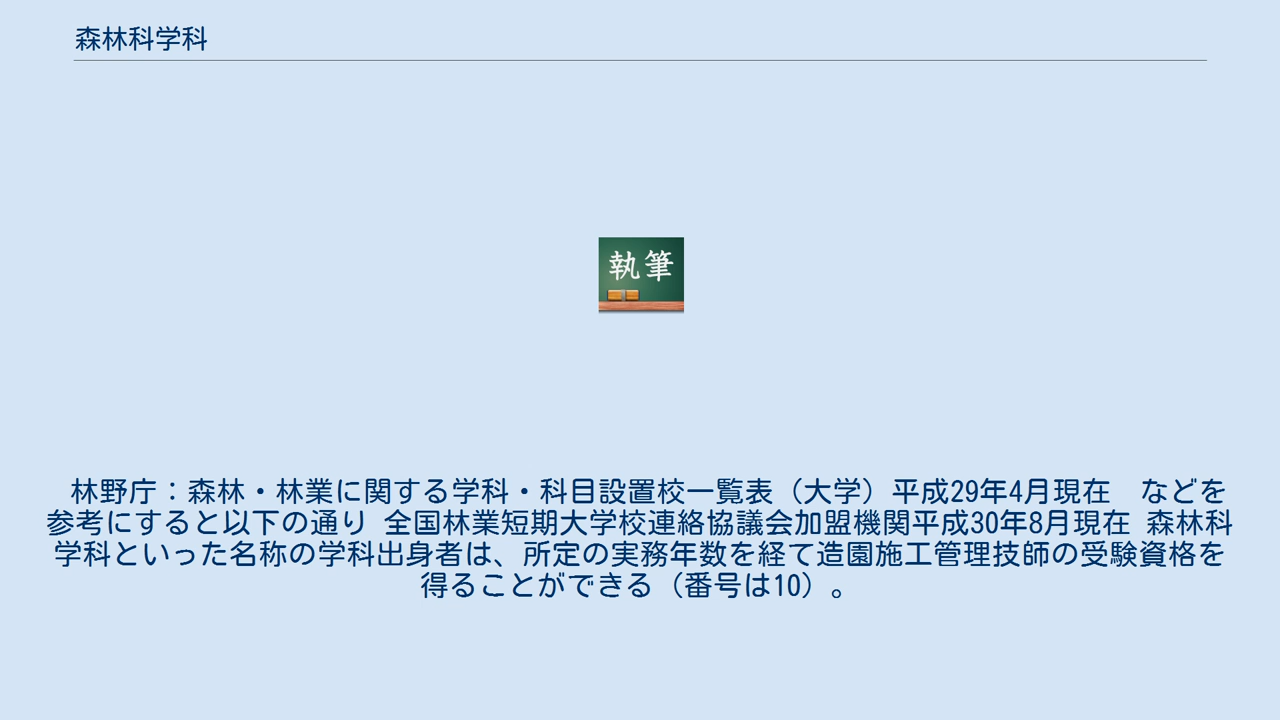 森林科学科
執筆
林野庁：森林・林業に関する学科・科目設置校一覧表（大学）平成29年4月現在　などを
参考にすると以下の通り 全国林業短期大学校連絡協議会加盟機関平成30年8月現在 森林科
学科といった名称の学科出身者は、所定の実務年数を経て造園施工管理技師の受験資格を
得ることができる（番号は10）。